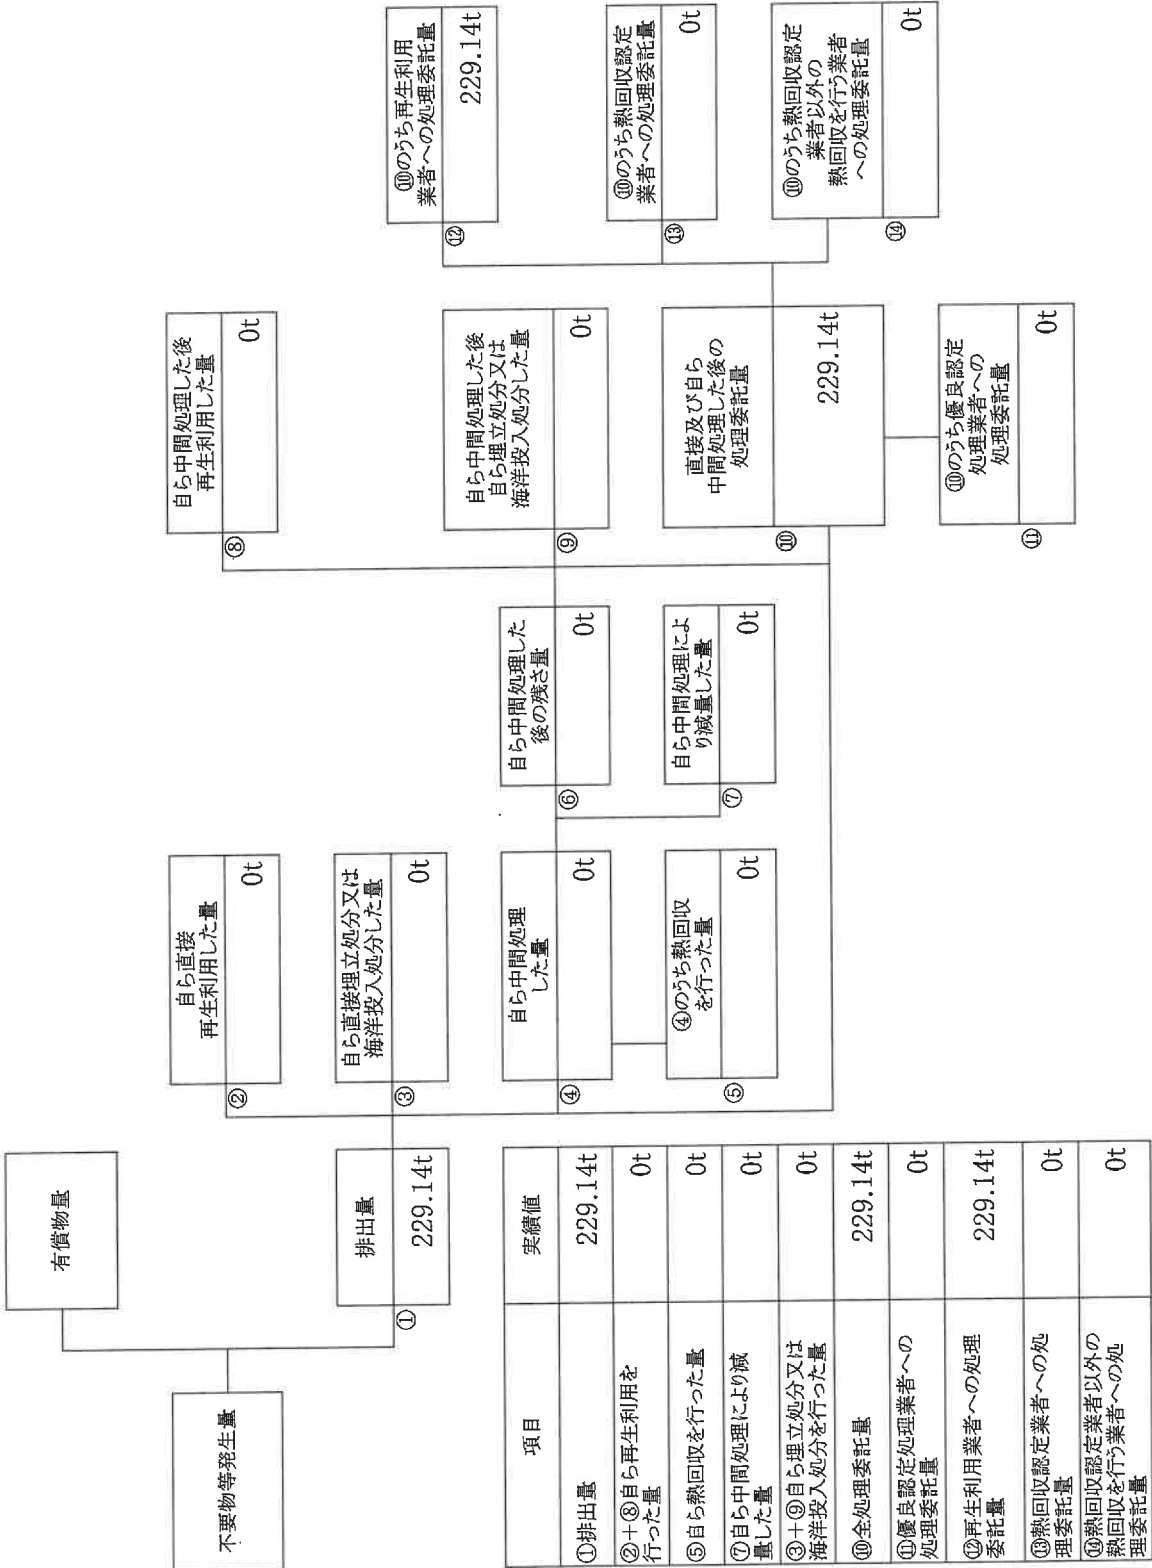 不要物等発生量
有償物量
排出量
①
229.14t
自ら直接
再生利用した量
②
0t
自ら直接埋立処分又は
海洋投入処分した量
③
0t
自ら中間処理
した量
④
0t
④のうち熱回収
を行った量
⑤
0t
自ら中間処理した
後の残さ量
⑥
0t
自ら中間処理によ
り減量した量
⑦
0t
自ら中間処理した後
再生利用した量
⑧
0t
自ら中間処理した後
自ら埋立処分又は
海洋投入処分した量
⑨
0t
直接及び自ら
中間処理した後の
処理委託量
⑩
229.14t
⑩のうち優良認定
処理業者への
処理委託量
⑪
0t
⑩のうち再生利用
業者への処理委託量
⑫
229.14t
⑩のうち熱回収認定
業者への処理委託量
⑬
0t
⑩のうち熱回収認定
業者以外の
熱回収を行う業者
への処理委託量
⑭
0t
項目
実績値
①排出量
229.14t
②+⑧自ら再生利用を
行った量
0t
⑤自ら熱回収を行った量
0t
⑦自ら中間処理により減
量した量
0t
③+⑨自ら埋立処分又は
海洋投入処分を行った量
0t
⑩全処理委託量
229.14t
⑪優良認定処理業者への
処理委託量
0t
⑫再生利用業者への処理
委託量
229.14t
⑬熱回収認定業者への処
理委託量
0t
⑭熱回収認定業者以外の
熱回収を行う業者への処
理委託量
0t